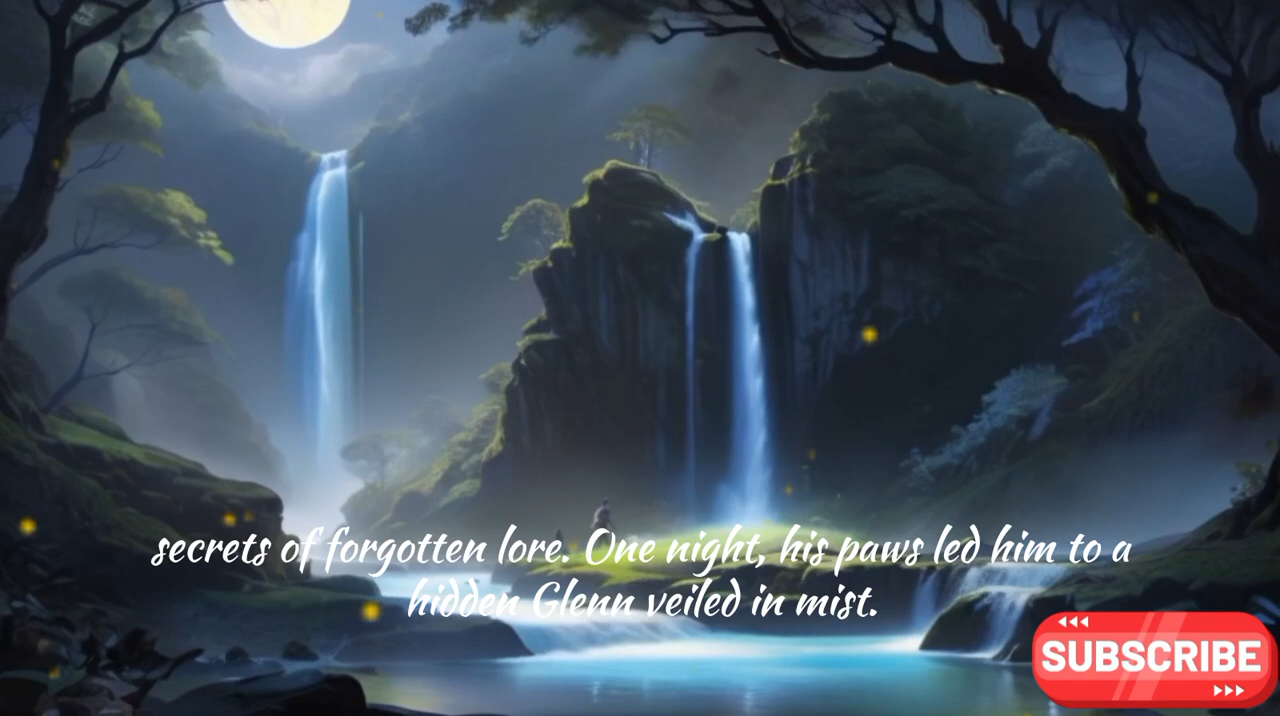 secrets of forgotten lore. One night, his paws led him to a
hidden Glenn veiled in mist.
SUBSCRIBE